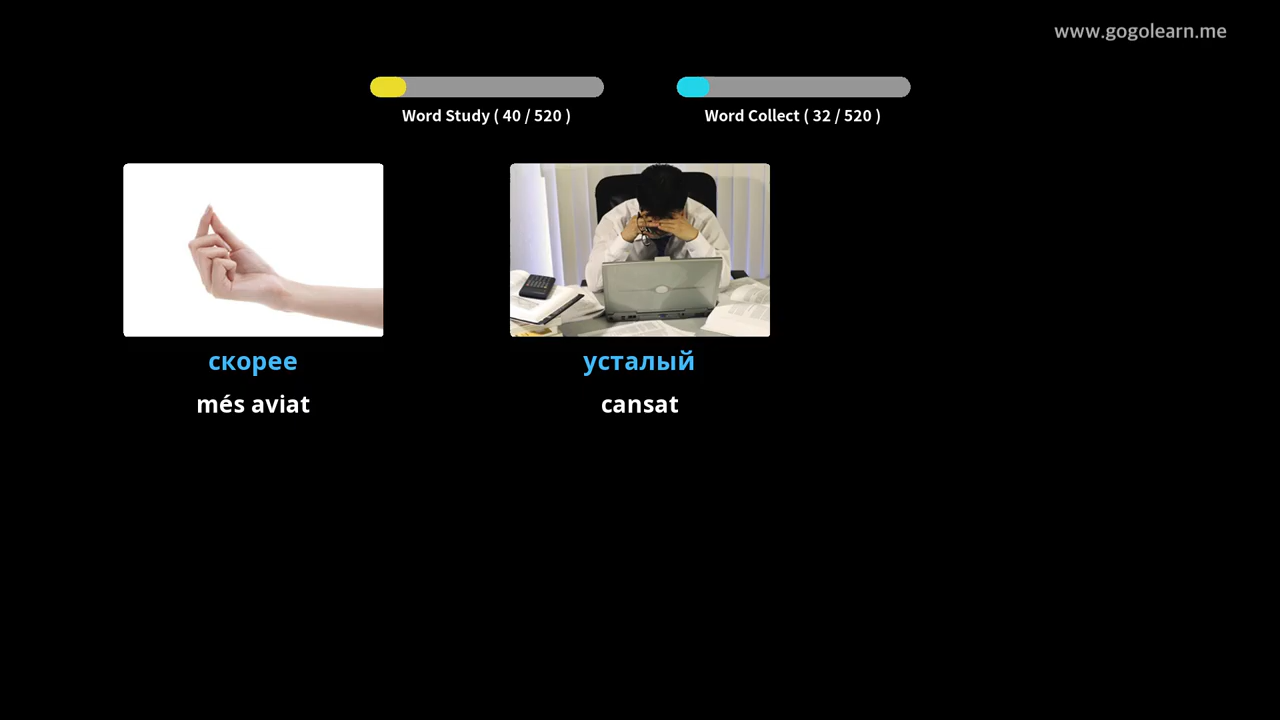 www.gogolearn.me
Word Study ( 40 / 520 )
Word Collect ( 32 / 520 )
скорее
més aviat
усталый
cansat